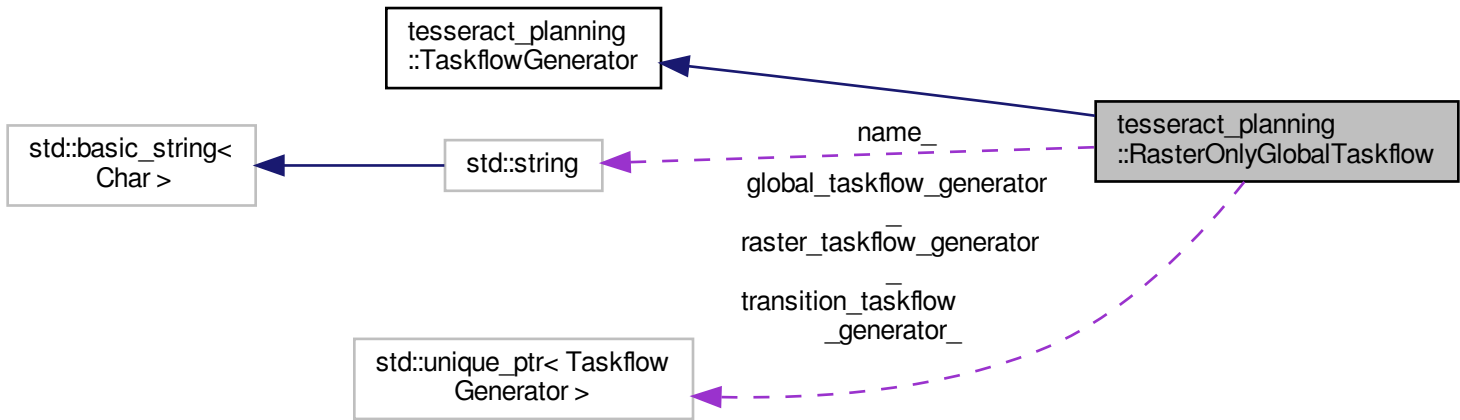 tesseract_planning
::TaskflowGenerator
tesseract_planning
::RasterOnlyGlobalTaskflow
std::basic_string<
Char >
std::string
name_
global_taskflow_generator
_
raster_taskflow_generator
_
transition_taskflow
_generator_
std::unique_ptr< Taskflow
Generator >